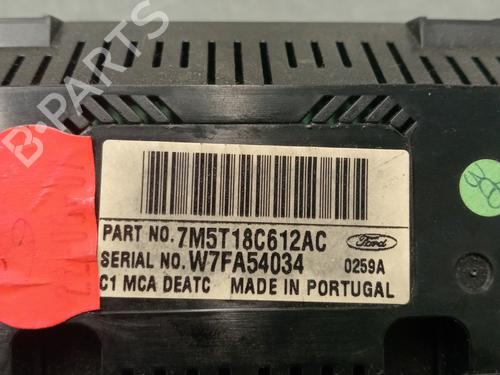 B-PARTS
PART NO. 7M5T18C612AC
Ford
SERIAL NO. W7FA54034
0259A
C1 MCA DEATC MADE IN PORTUGAL